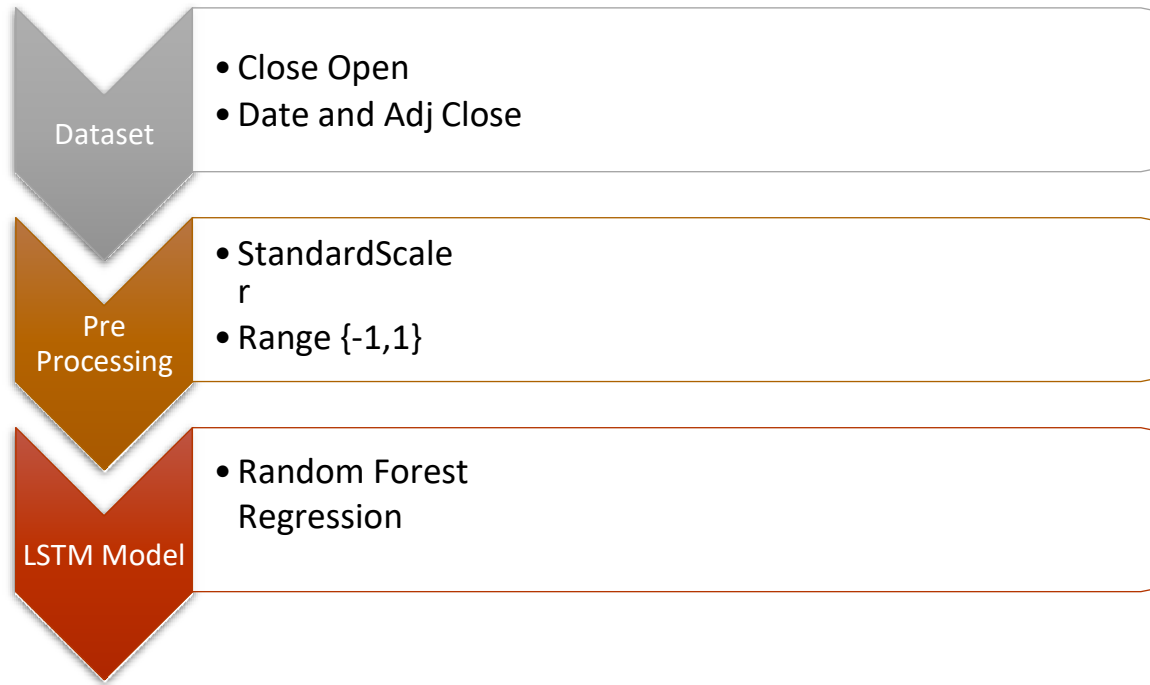 Dataset
• Close Open
• Date and Adj Close
Pre
Processing
• StandardScale
r
• Range {-1,1}
LSTM Model
• Random Forest
Regression